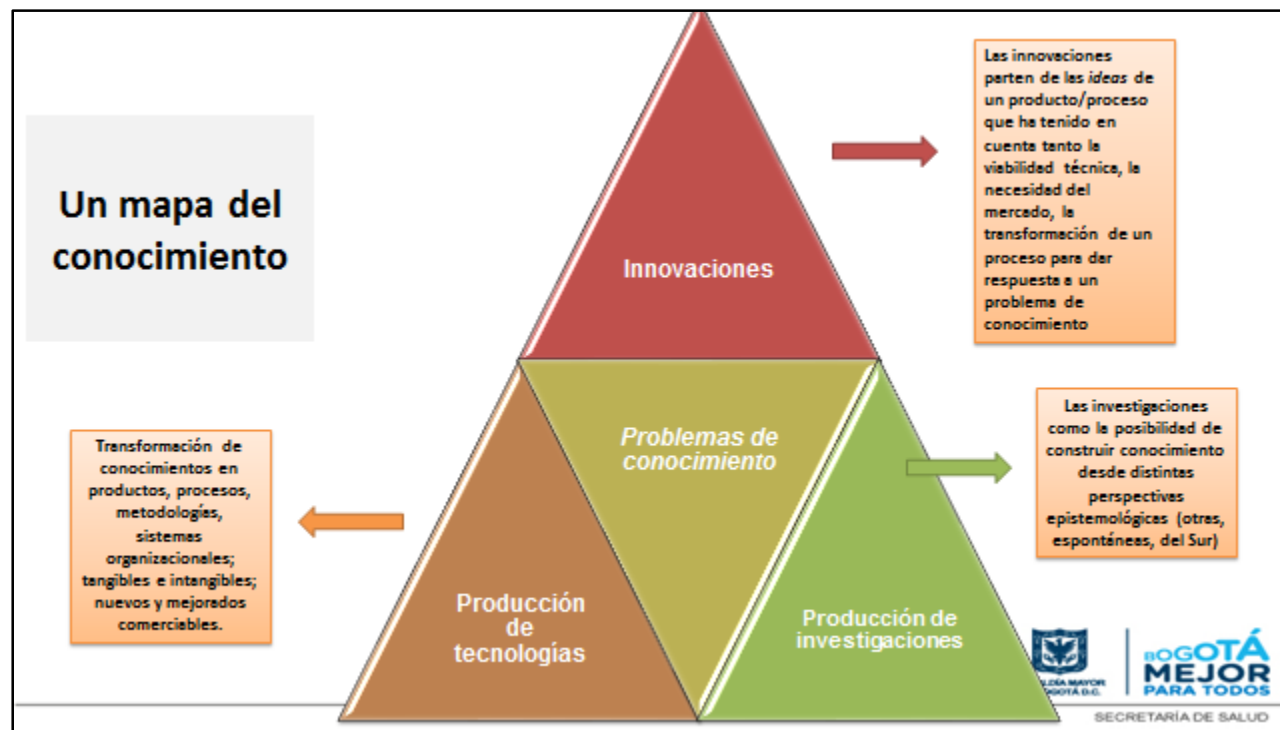 Un mapa del
conocimiento
Las innovaciones
parten de las ideas de
un producto/proceso
que ha tenido en
cuenta tanto la
viabilidad técnica, la
necesidad del
mercado, la
transformación de un
proceso para dar
respuesta a un
problema de
conocimiento
Innovaciones
Problemas de
conocimiento
Las investigaciones
como la posibilidad de
construir conocimiento
desde distintas
perspectivas
epistemológicas (otras,
espontáneas, del Sur)
Transformación de
conocimientos en
productos, procesos,
metodologías,
sistemas
organizacionales;
tangibles e intangibles;
nuevos y mejorados
comerciables.
Producción
de
tecnologías
Producción de
investigaciones
LDÍA MAYOR
OGOTÁ D.C.
BOGOTÁ
MEJOR
PARA TODOS
SECRETARÍA DE SALUD